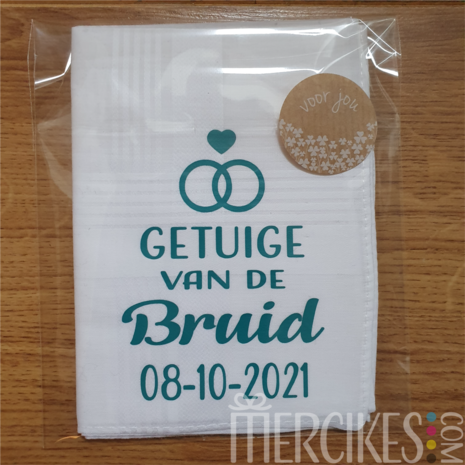 voor jou
GETUIGE
VAN DE
Bruid
08-10-2021
MERCIKES.COM